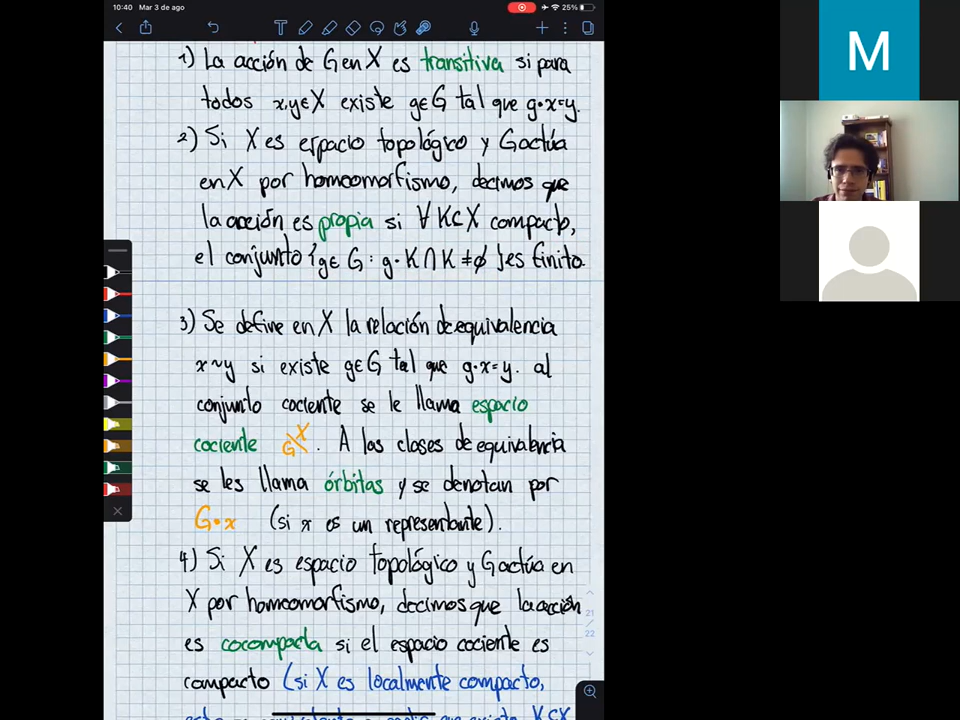 10:40 Mar 3 de ago
25%
1) La acción de G en X es transitiva si para
todos x,y∈X existe g∈G tal que g·x=y.
2) Si X es espacio topológico y G actúa
en X por homeomorfismo, decimos que
la acción es propia si ∀ K⊂X compacto,
el conjunto {g∈G : g·K∩K≠∅} es finito.
3) Se define en X la relación de equivalencia
x~y si existe g∈G tal que g·x=y. al
conjunto cociente se le llama espacio
cociente G\X. A las clases de equivalencia
se les llama órbitas y se denotan por
G·x (si x es un representante).
4) Si X es espacio topológico y G actúa en
X por homeomorfismo, decimos que la acción
es cocompacta si el espacio cociente es
compacto (si X es localmente compacto,
K⊂X
21
/
22
M